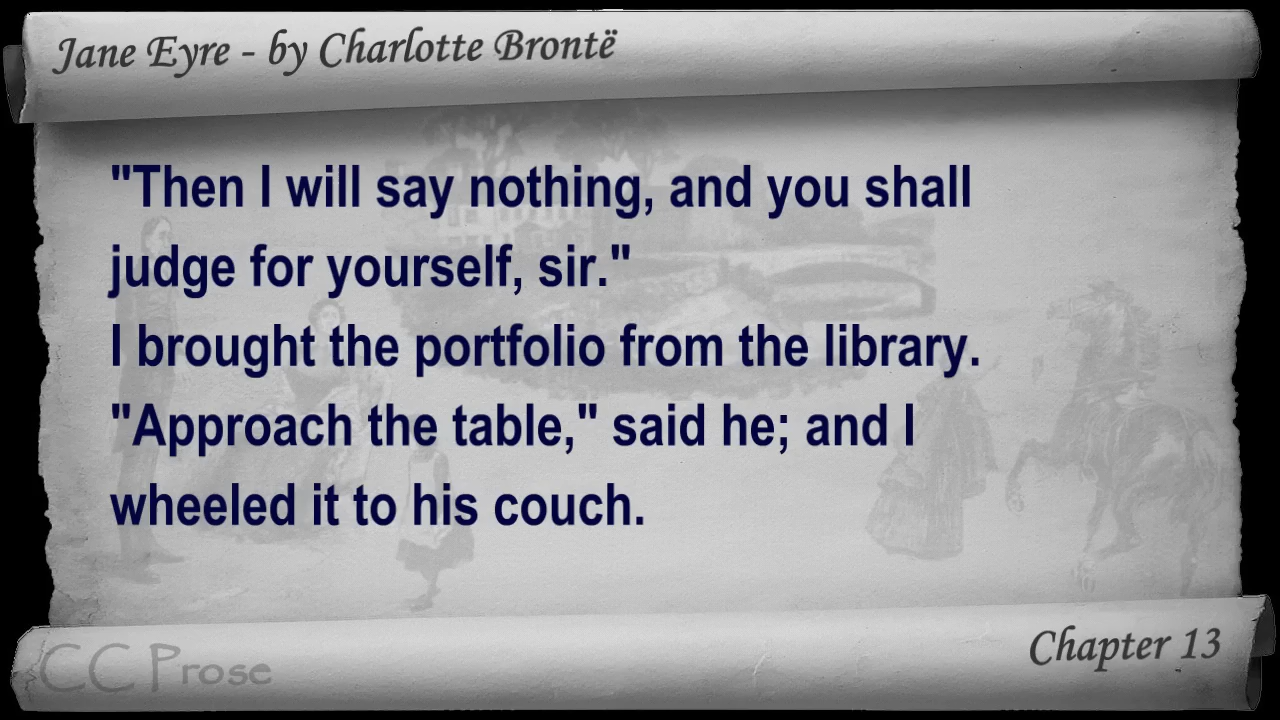 Jane Eyre - by Charlotte Brontë
"Then I will say nothing, and you shall
judge for yourself, sir."
I brought the portfolio from the library.
"Approach the table," said he; and I
wheeled it to his couch.
Chapter 13
CC Prose